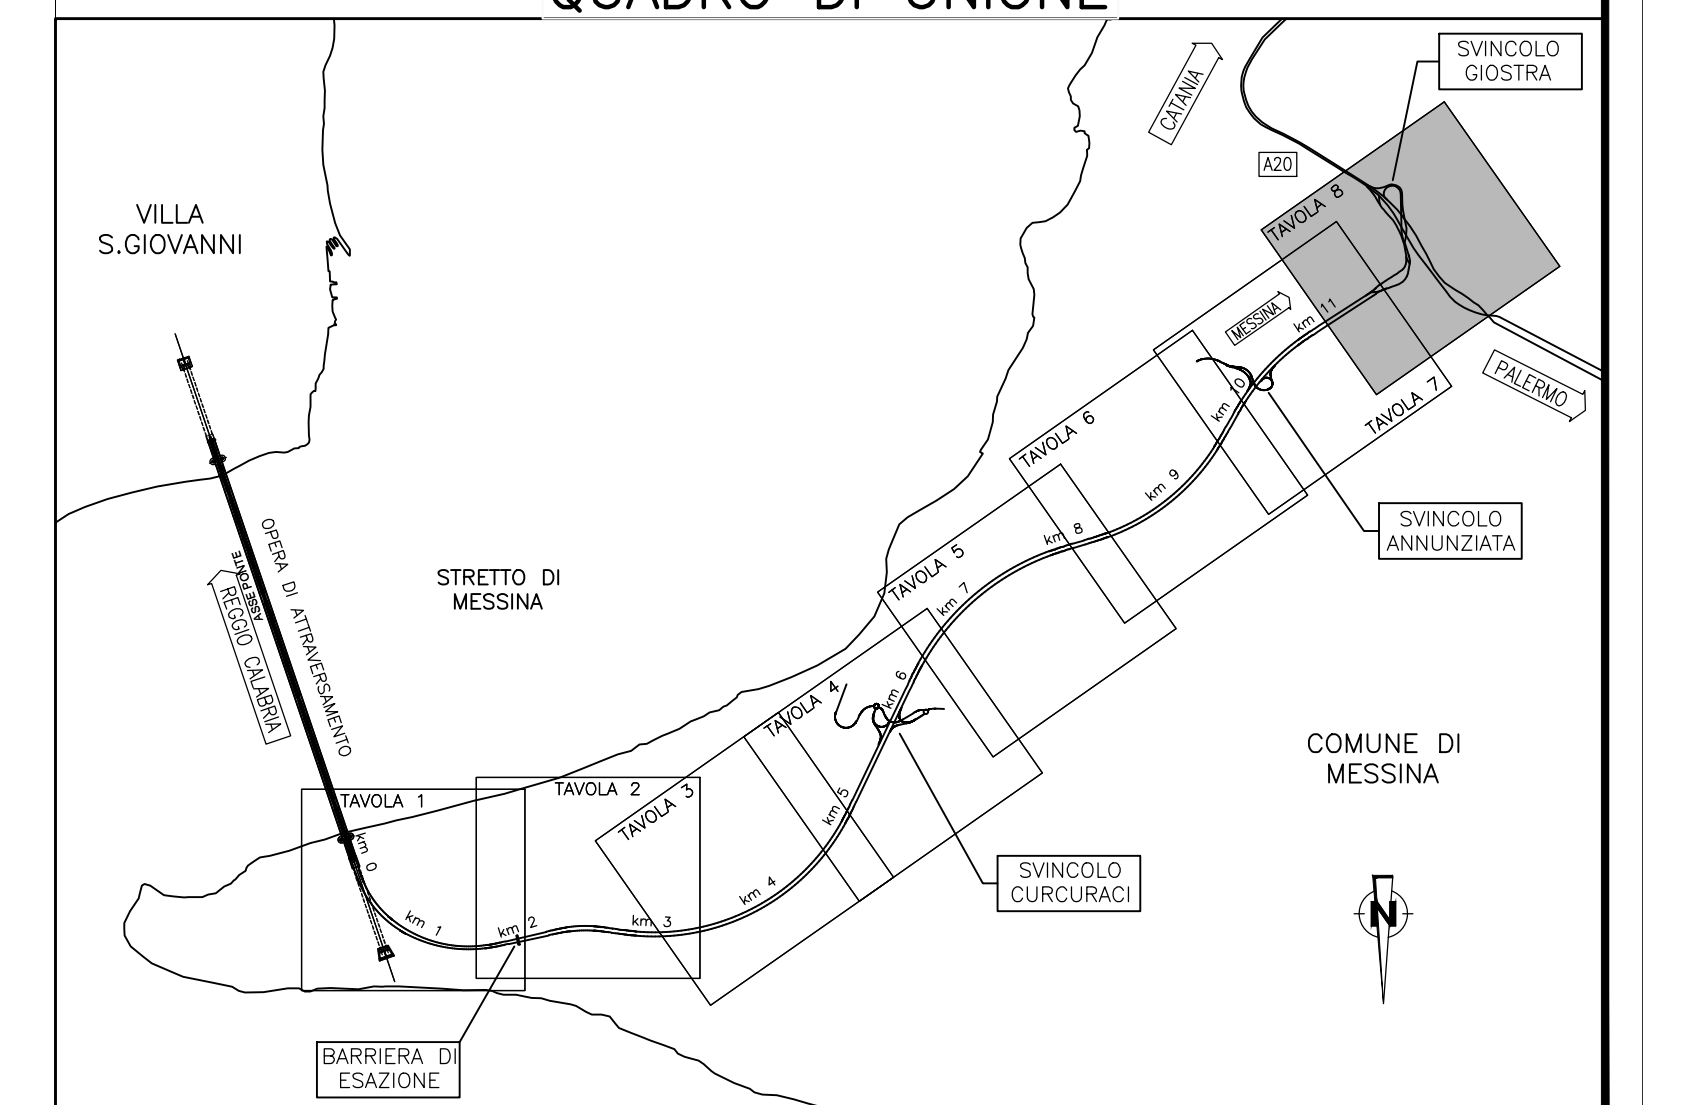 QUADRO DI UNIONE
SVINCOLO
GIOSTRA
CATANIA
A20
TAVOLA 8
VILLA
S.GIOVANNI
MESSINA
km 11
PALERMO
TAVOLA 7
km 10
TAVOLA 6
km 9
SVINCOLO
ANNUNZIATA
km 8
TAVOLA 5
km 7
OPERA DI ATTRAVERSAMENTO
ASSE PONTE
REGGIO CALABRIA
STRETTO DI
MESSINA
km 6
TAVOLA 4
COMUNE DI
MESSINA
TAVOLA 1
TAVOLA 2
TAVOLA 3
km 5
km 0
SVINCOLO
CURCURACI
km 4
km 1
km 2
km 3
N
BARRIERA DI
ESAZIONE